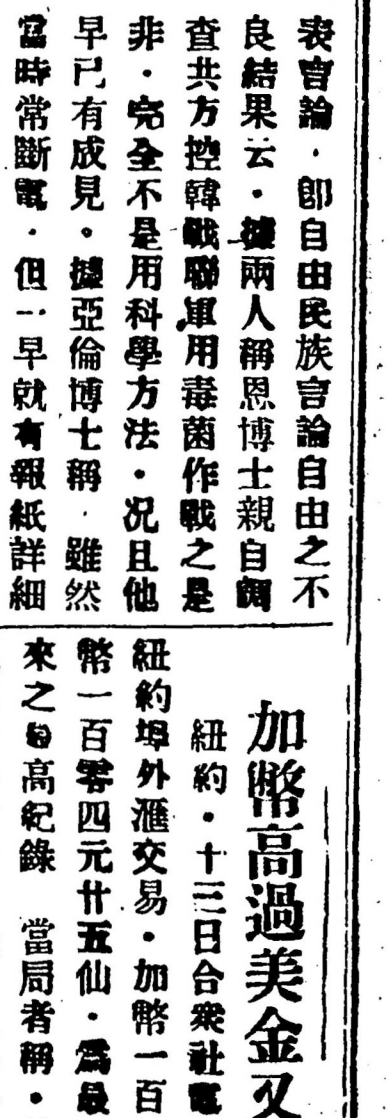 表言論·卽自由民族言論自由之不
良結果云·據兩人稱恩博士親自調
查共方控韓戰聯軍用毒菌作戰之是
非·完全不是用科學方法·况且他
早已有成見。據亞倫博士稱·雖然
當時常斷電·但一早就有報紙詳細
加幣高過美金又
紐約·十三日合衆社電
紐約埠外滙交易·加幣一百
幣一百零四元廿五仙·爲最
來之高紀錄 當局者稱·